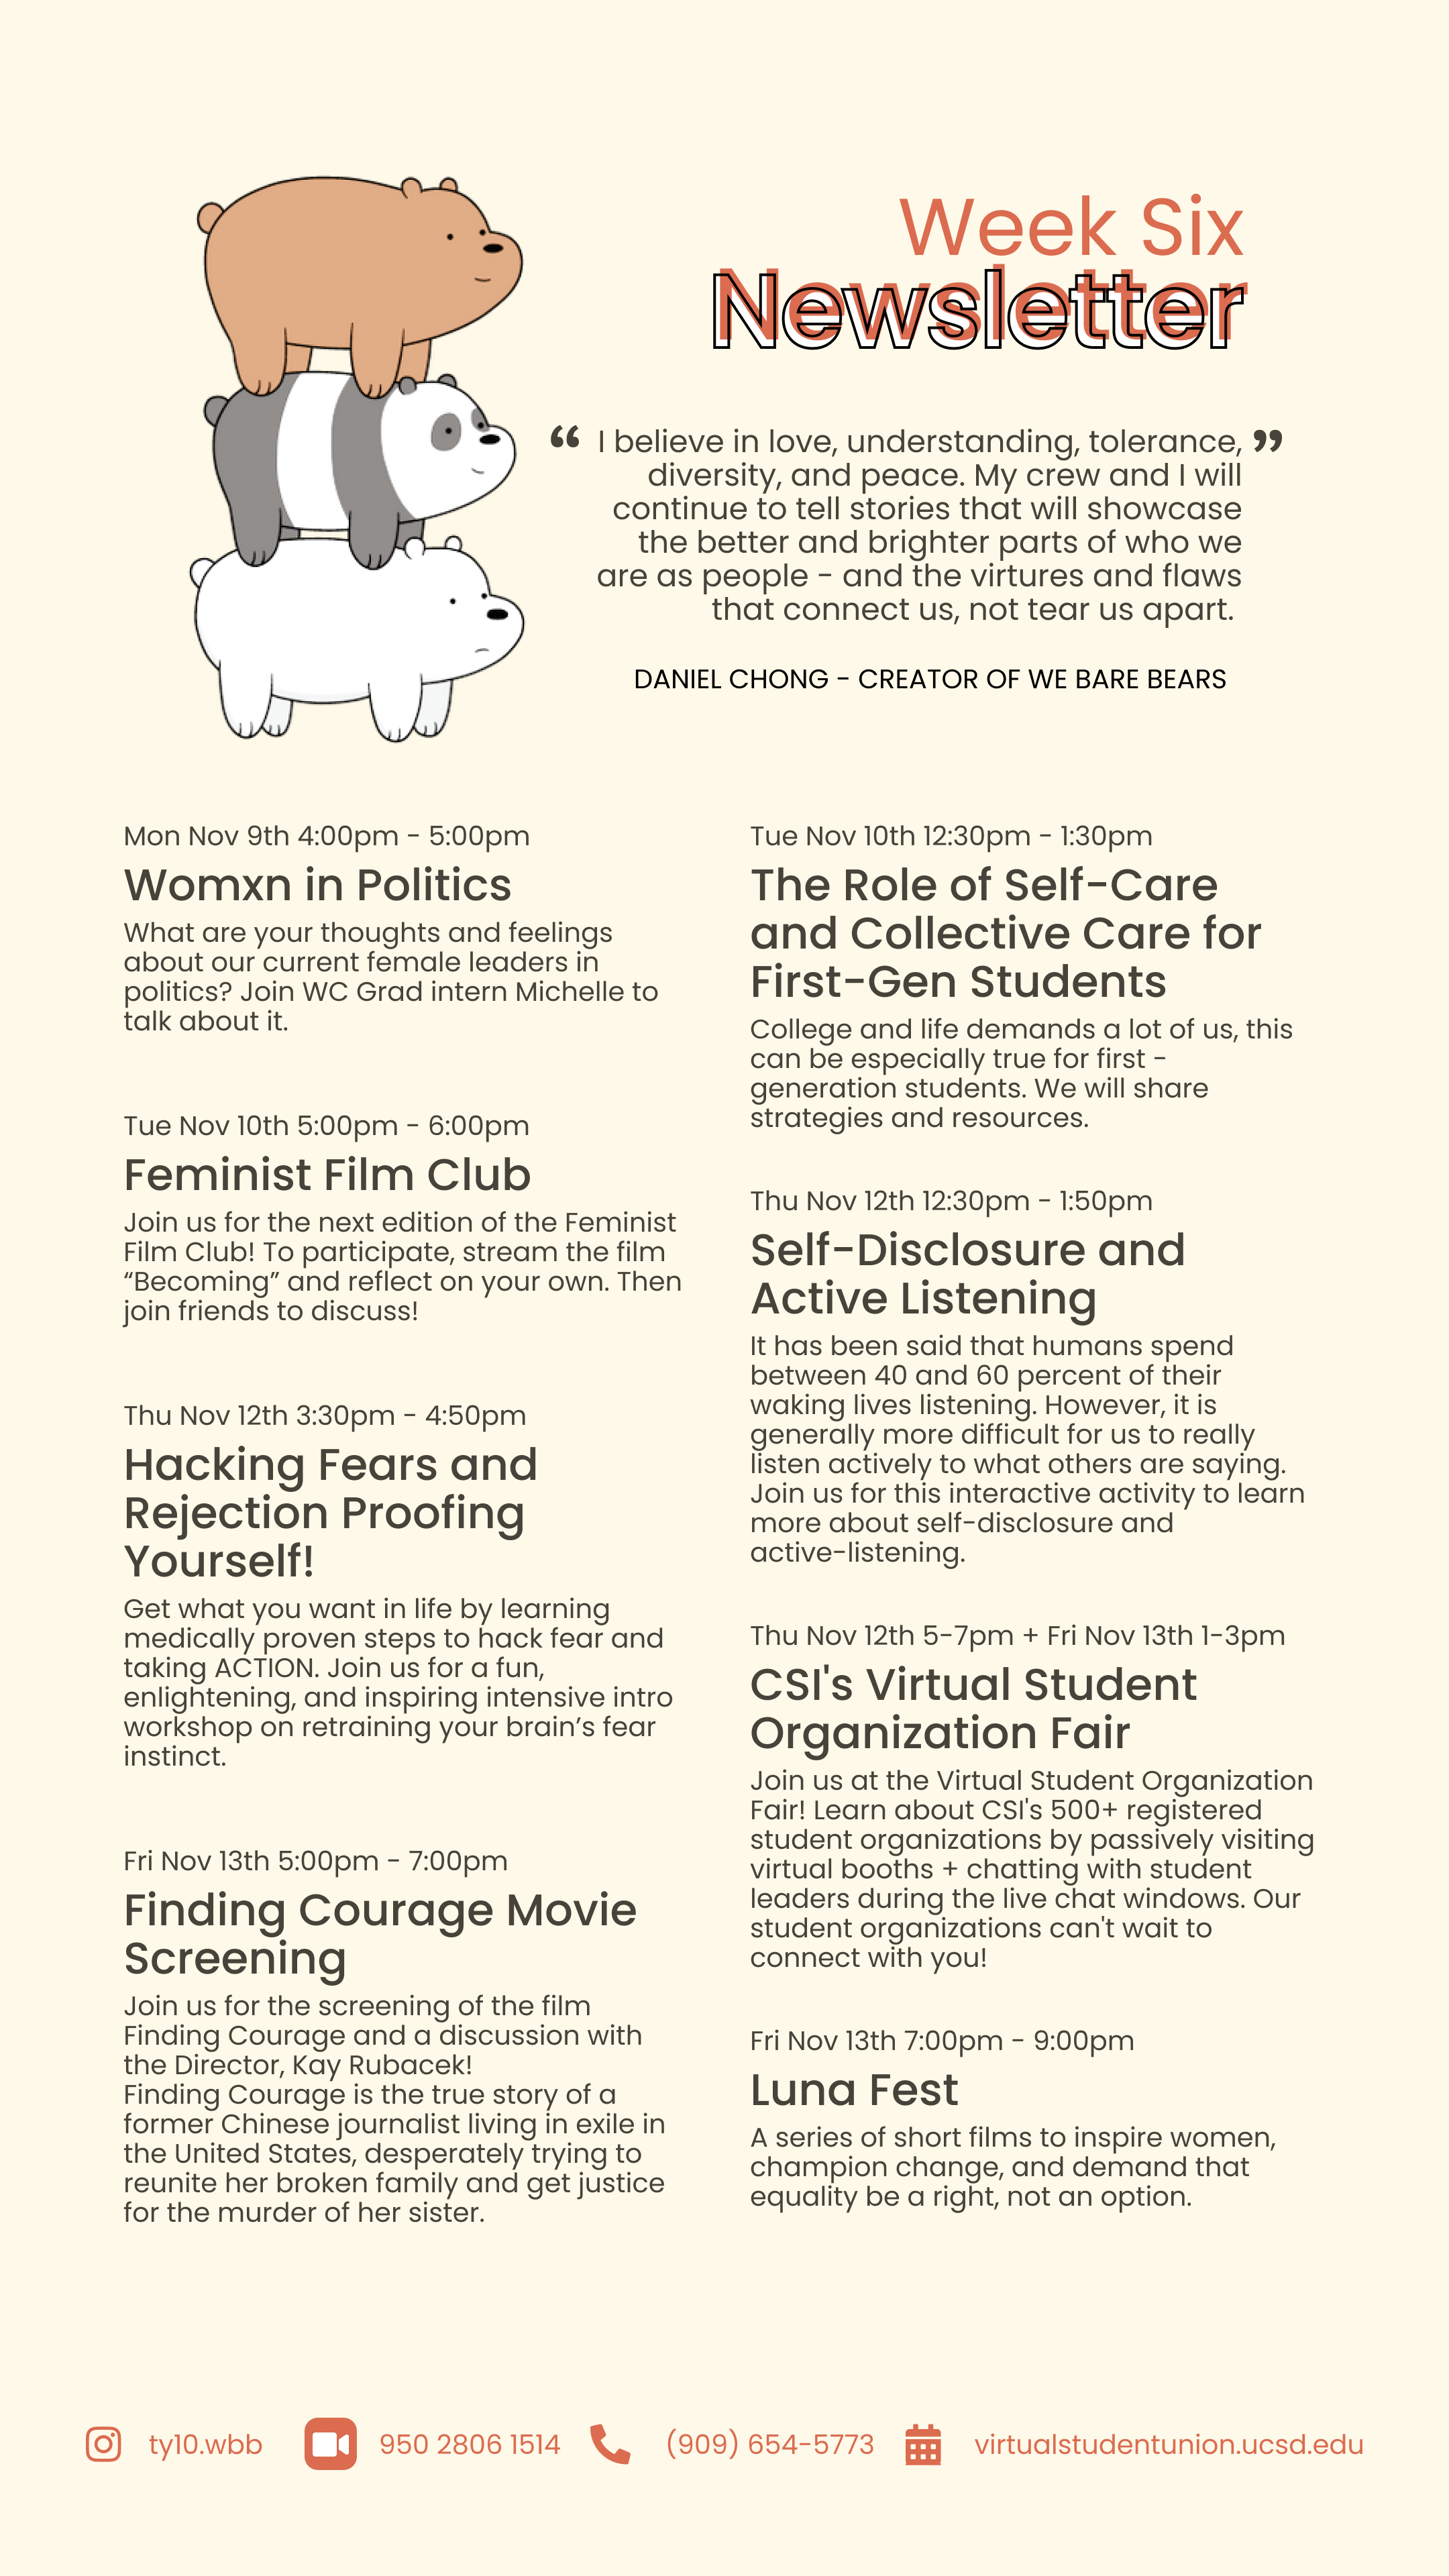 Week Six
Newsletter
“ I believe in love, understanding, tolerance, ”
diversity, and peace. My crew and I will
continue to tell stories that will showcase
the better and brighter parts of who we
are as people - and the virtures and flaws
that connect us, not tear us apart.
DANIEL CHONG - CREATOR OF WE BARE BEARS
Mon Nov 9th 4:00pm - 5:00pm
Womxn in Politics
What are your thoughts and feelings
about our current female leaders in
politics? Join WC Grad intern Michelle to
talk about it.
Tue Nov 10th 5:00pm - 6:00pm
Feminist Film Club
Join us for the next edition of the Feminist
Film Club! To participate, stream the film
“Becoming” and reflect on your own. Then
join friends to discuss!
Thu Nov 12th 3:30pm - 4:50pm
Hacking Fears and
Rejection Proofing
Yourself!
Get what you want in life by learning
medically proven steps to hack fear and
taking ACTION. Join us for a fun,
enlightening, and inspiring intensive intro
workshop on retraining your brain’s fear
instinct.
Fri Nov 13th 5:00pm - 7:00pm
Finding Courage Movie
Screening
Join us for the screening of the film
Finding Courage and a discussion with
the Director, Kay Rubacek!
Finding Courage is the true story of a
former Chinese journalist living in exile in
the United States, desperately trying to
reunite her broken family and get justice
for the murder of her sister.
Tue Nov 10th 12:30pm - 1:30pm
The Role of Self-Care
and Collective Care for
First-Gen Students
College and life demands a lot of us, this
can be especially true for first -
generation students. We will share
strategies and resources.
Thu Nov 12th 12:30pm - 1:50pm
Self-Disclosure and
Active Listening
It has been said that humans spend
between 40 and 60 percent of their
waking lives listening. However, it is
generally more difficult for us to really
listen actively to what others are saying.
Join us for this interactive activity to learn
more about self-disclosure and
active-listening.
Thu Nov 12th 5-7pm + Fri Nov 13th 1-3pm
CSI's Virtual Student
Organization Fair
Join us at the Virtual Student Organization
Fair! Learn about CSI's 500+ registered
student organizations by passively visiting
virtual booths + chatting with student
leaders during the live chat windows. Our
student organizations can't wait to
connect with you!
Fri Nov 13th 7:00pm - 9:00pm
Luna Fest
A series of short films to inspire women,
champion change, and demand that
equality be a right, not an option.
ty10.wbb 950 2806 1514 (909) 654-5773 virtualstudentunion.ucsd.edu